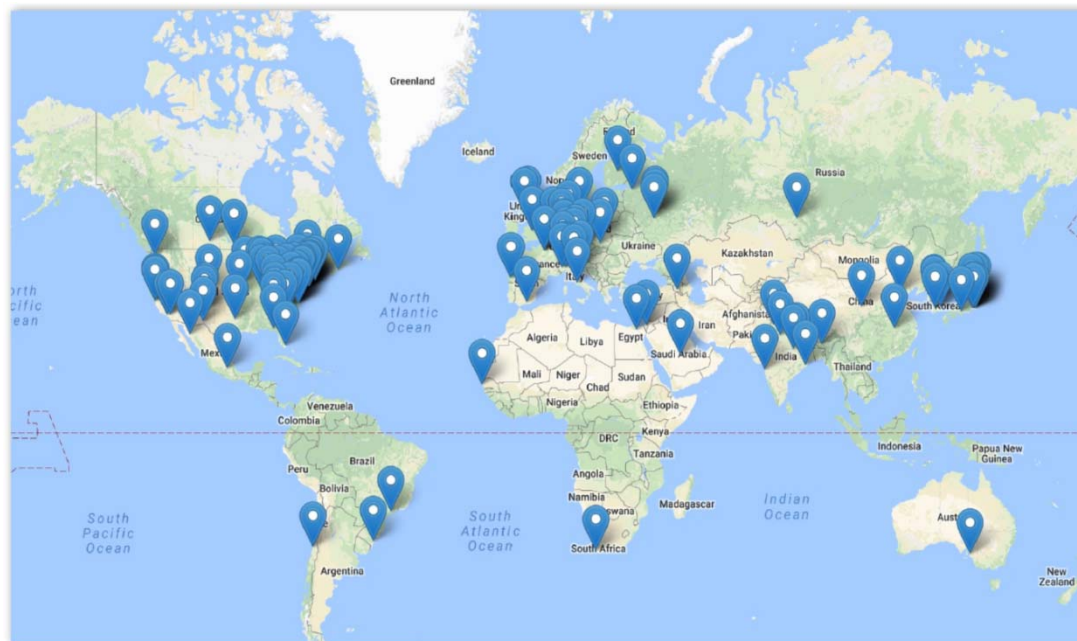 Greenland
Iceland
Sweden
Russia
Ukraine
Kazakhstan
Mongolia
North
Atlantic
Ocean
China
South Korea
Afghanistan
Iran
Algeria
Libya
Egypt
Saudi Arabia
India
Thailand
Mali
Niger
Chad
Sudan
Nigeria
Ethiopia
Venezuela
Colombia
DRC
Kenya
Tanzania
Indonesia
Papua New
Guinea
Peru
Brazil
Bolivia
Angola
Namibia
Madagascar
Indian
Ocean
South
Pacific
Ocean
South
Atlantic
Ocean
South Africa
Argentina
New
Zealand